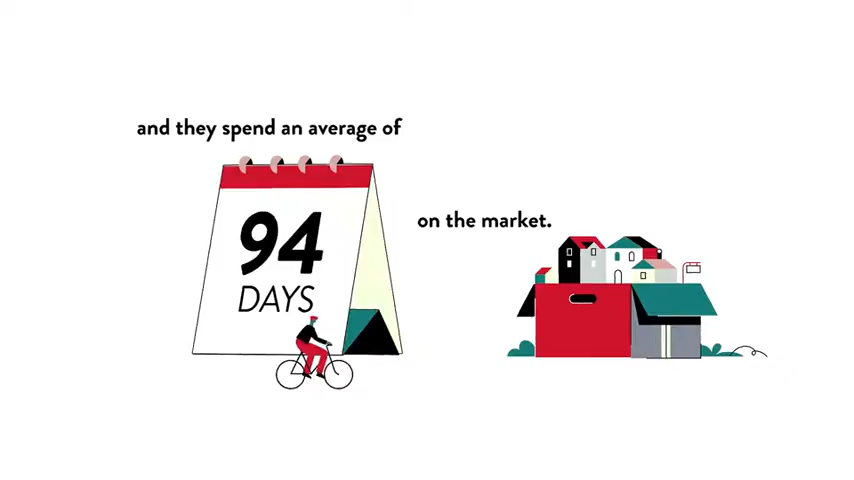 and they spend an average of
94
DAYS
on the market.